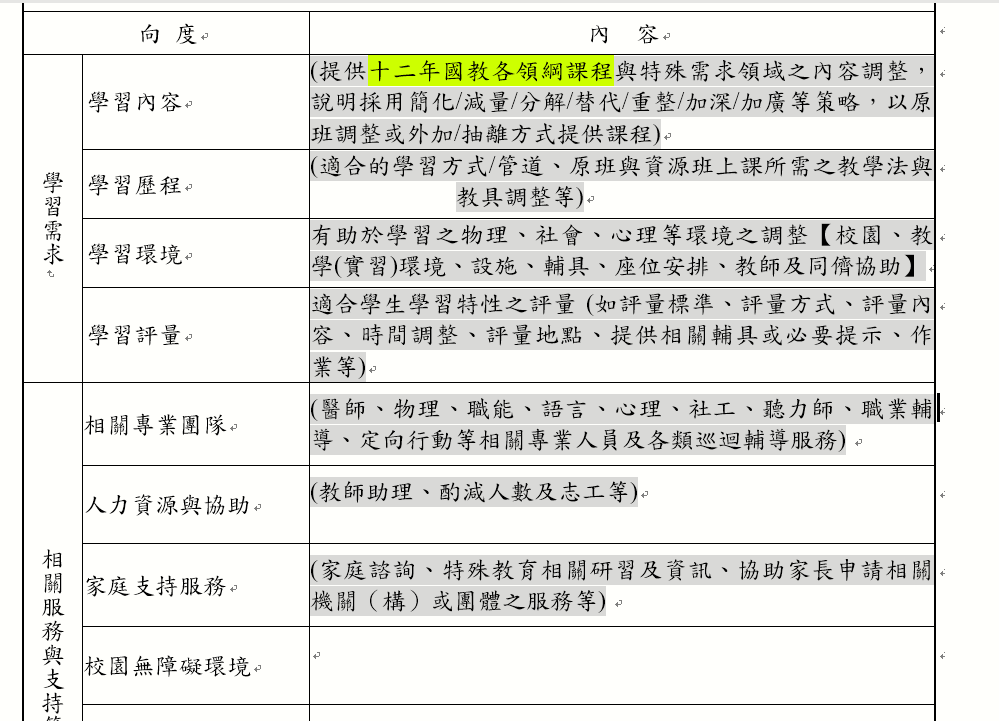 向 度
內 容
學習需求
學習內容
(提供十二年國教各領綱課程與特殊需求領域之內容調整，
說明採用簡化/減量/分解/替代/重整/加深/加廣等策略，以原
班調整或外加/抽離方式提供課程)
學習歷程
(適合的學習方式/管道、原班與資源班上課所需之教學法與
教具調整等)
學習環境
有助於學習之物理、社會、心理等環境之調整【校園、教
學(實習)環境、設施、輔具、座位安排、教師及同儕協助】
學習評量
適合學生學習特性之評量 (如評量標準、評量方式、評量內
容、時間調整、評量地點、提供相關輔具或必要提示、作
業等)
相關服務與支持
相關專業團隊
(醫師、物理、職能、語言、心理、社工、聽力師、職業輔
導、定向行動等相關專業人員及各類巡迴輔導服務)
人力資源與協助
(教師助理、酌減人數及志工等)
家庭支持服務
(家庭諮詢、特殊教育相關研習及資訊、協助家長申請相關
機關（構）或團體之服務等)
校園無障礙環境